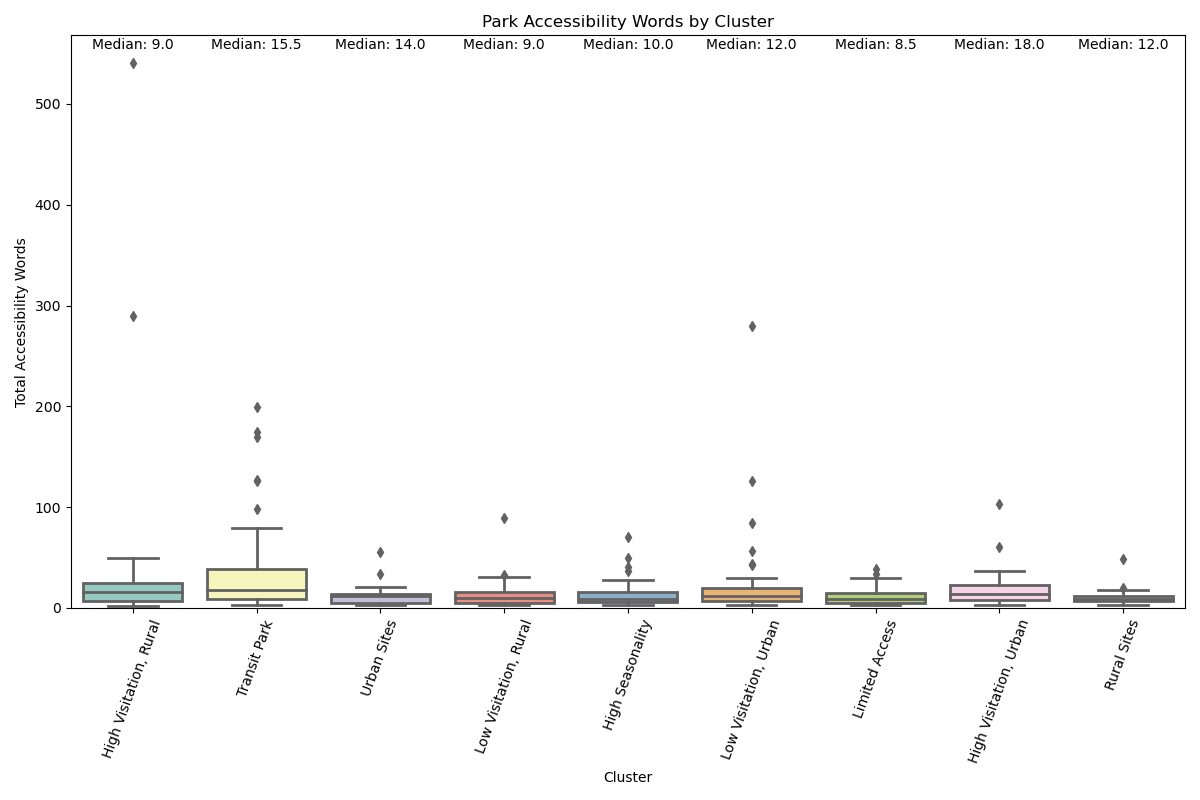 Park Accessibility Words by Cluster
Median: 9.0 Median: 15.5 Median: 14.0 Median: 9.0 Median: 10.0 Median: 12.0 Median: 8.5 Median: 18.0 Median: 12.0
500
400
300
200
100
0
Total Accessibility Words
High Visitation, Rural
Transit Park
Urban Sites
Low Visitation, Rural
High Seasonality
Low Visitation, Urban
Limited Access
High Visitation, Urban
Rural Sites
Cluster